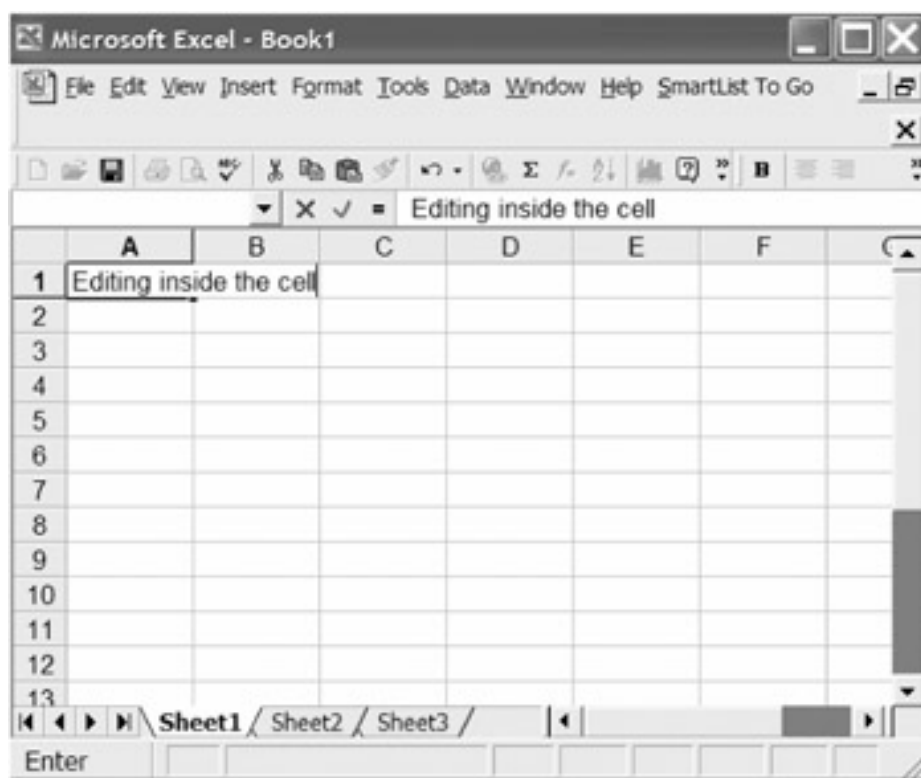 Microsoft Excel - Book1
File Edit View Insert Format Tools Data Window Help SmartList To Go
ABC Σ B
= Editing inside the cell
A B C D E F
1 Editing inside the cell
2
3
4
5
6
7
8
9
10
11
12
13
Sheet1 Sheet2 Sheet3
Enter